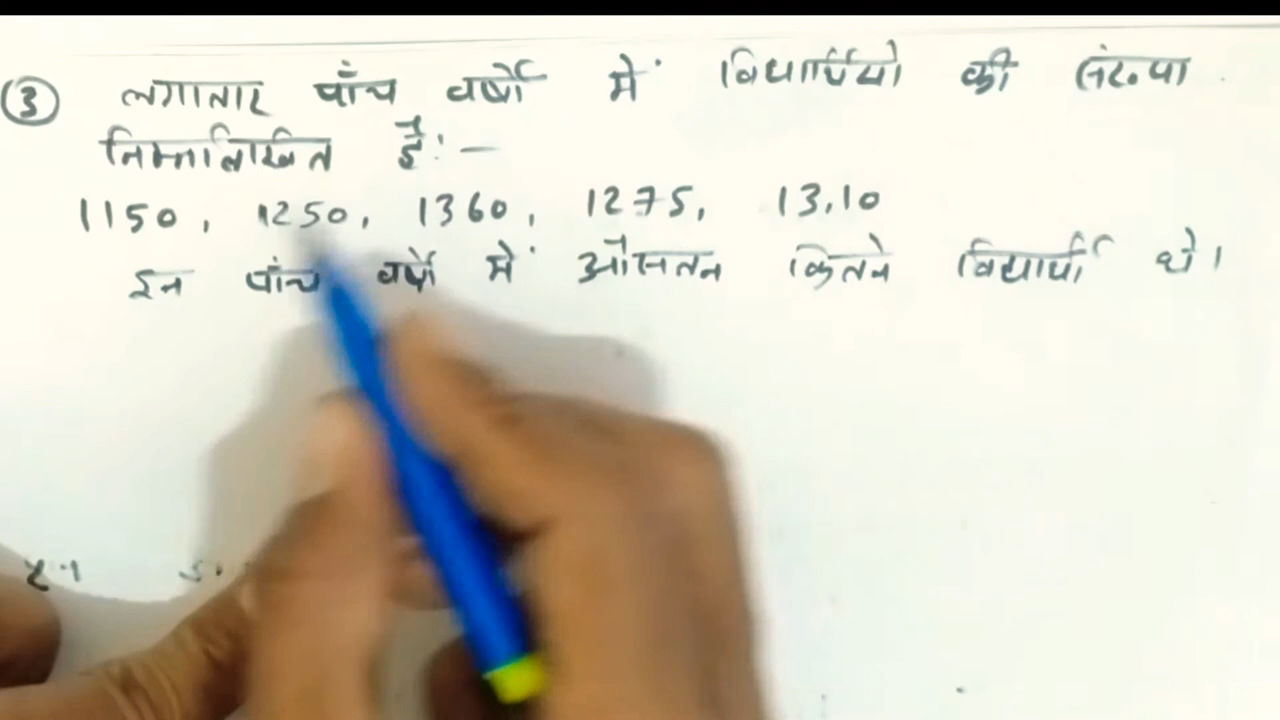 ③ लगातार पाँच वर्षों में विद्यार्थियो की संख्या
निम्नलिखित है:-
1150, 1250, 1360, 1275, 13.10
इन पांच वर्षों में औसतन कितने विद्यार्थी थे।